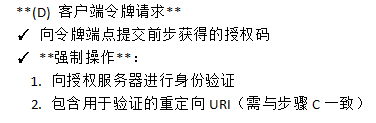 **(D) 客户端令牌请求**
✓ 向令牌端点提交前步获得的授权码
✓ **强制操作**：
1. 向授权服务器进行身份验证
2. 包含用于验证的重定向 URI（需与步骤 C 一致）